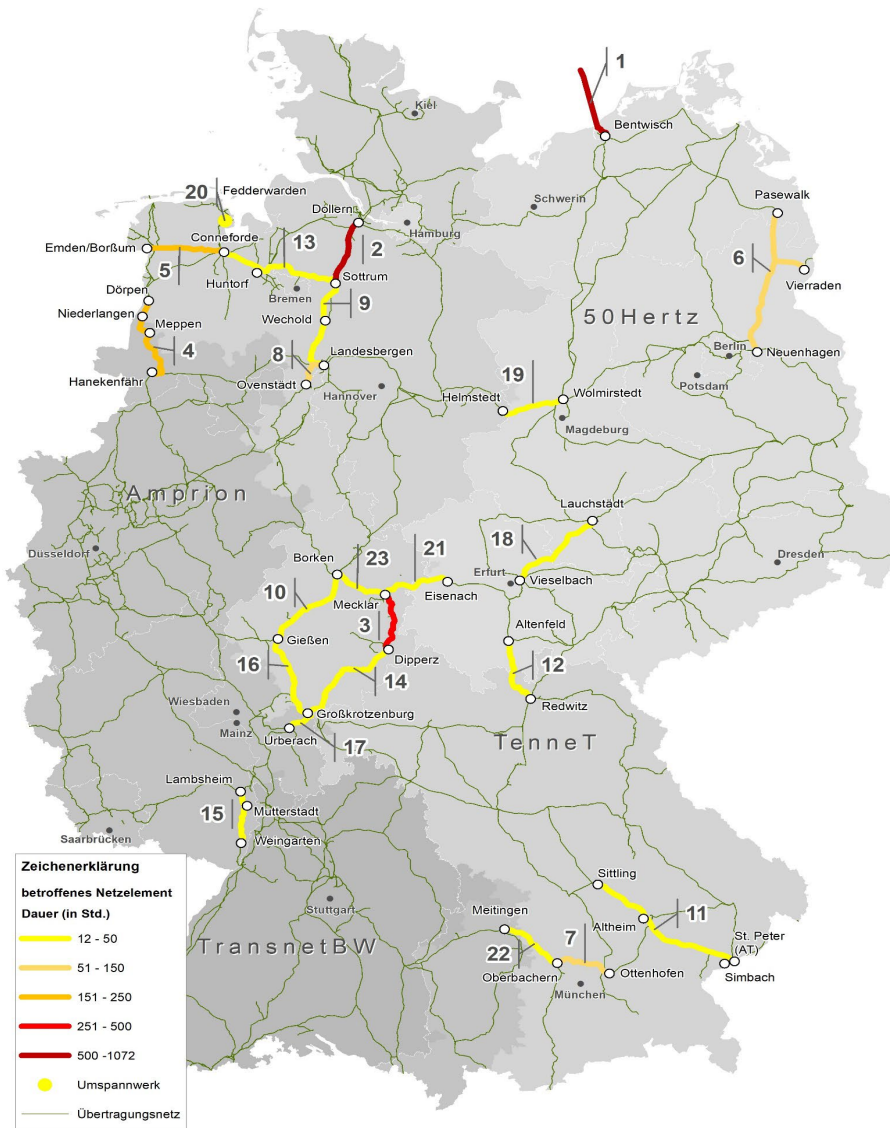 1
Kiel
Bentwisch
20
Fedderwarden
Schwerin
Pasewalk
Dollern
Hamburg
Conneforde
13
2
Emden/Borßum
6
5
Huntorf
Sottrum
Vierraden
Dörpen
Bremen
9
Niederlangen
Wechold
50Hertz
Meppen
4
8
Landesbergen
Berlin
Neuenhagen
Hanekenfähr
Ovenstädt
Hannover
19
Potsdam
Helmstedt
Wolmirstedt
Magdeburg
Amprion
Lauchstädt
Dusseldorf
18
Borken
23
21
Erfurt
Dresden
10
Mecklar
Eisenach
Vieselbach
3
Altenfeld
Gießen
Dipperz
16
14
12
Wiesbaden
Großkrotzenburg
Redwitz
Mainz
Urberach
17
TenneT
Lambsheim
15
Mutterstadt
Saarbrücken
Weingarten
Zeichenerklärung
betroffenes Netzelement
Dauer (in Std.)
12 - 50
51 - 150
151 - 250
251 - 500
500 -1072
Umspannwerk
Übertragungsnetz
Sittling
Stuttgart
Meitingen
Altheim
11
7
St. Peter
(AT)
TransnetBW
22
Oberbachern
Ottenhofen
Simbach
München